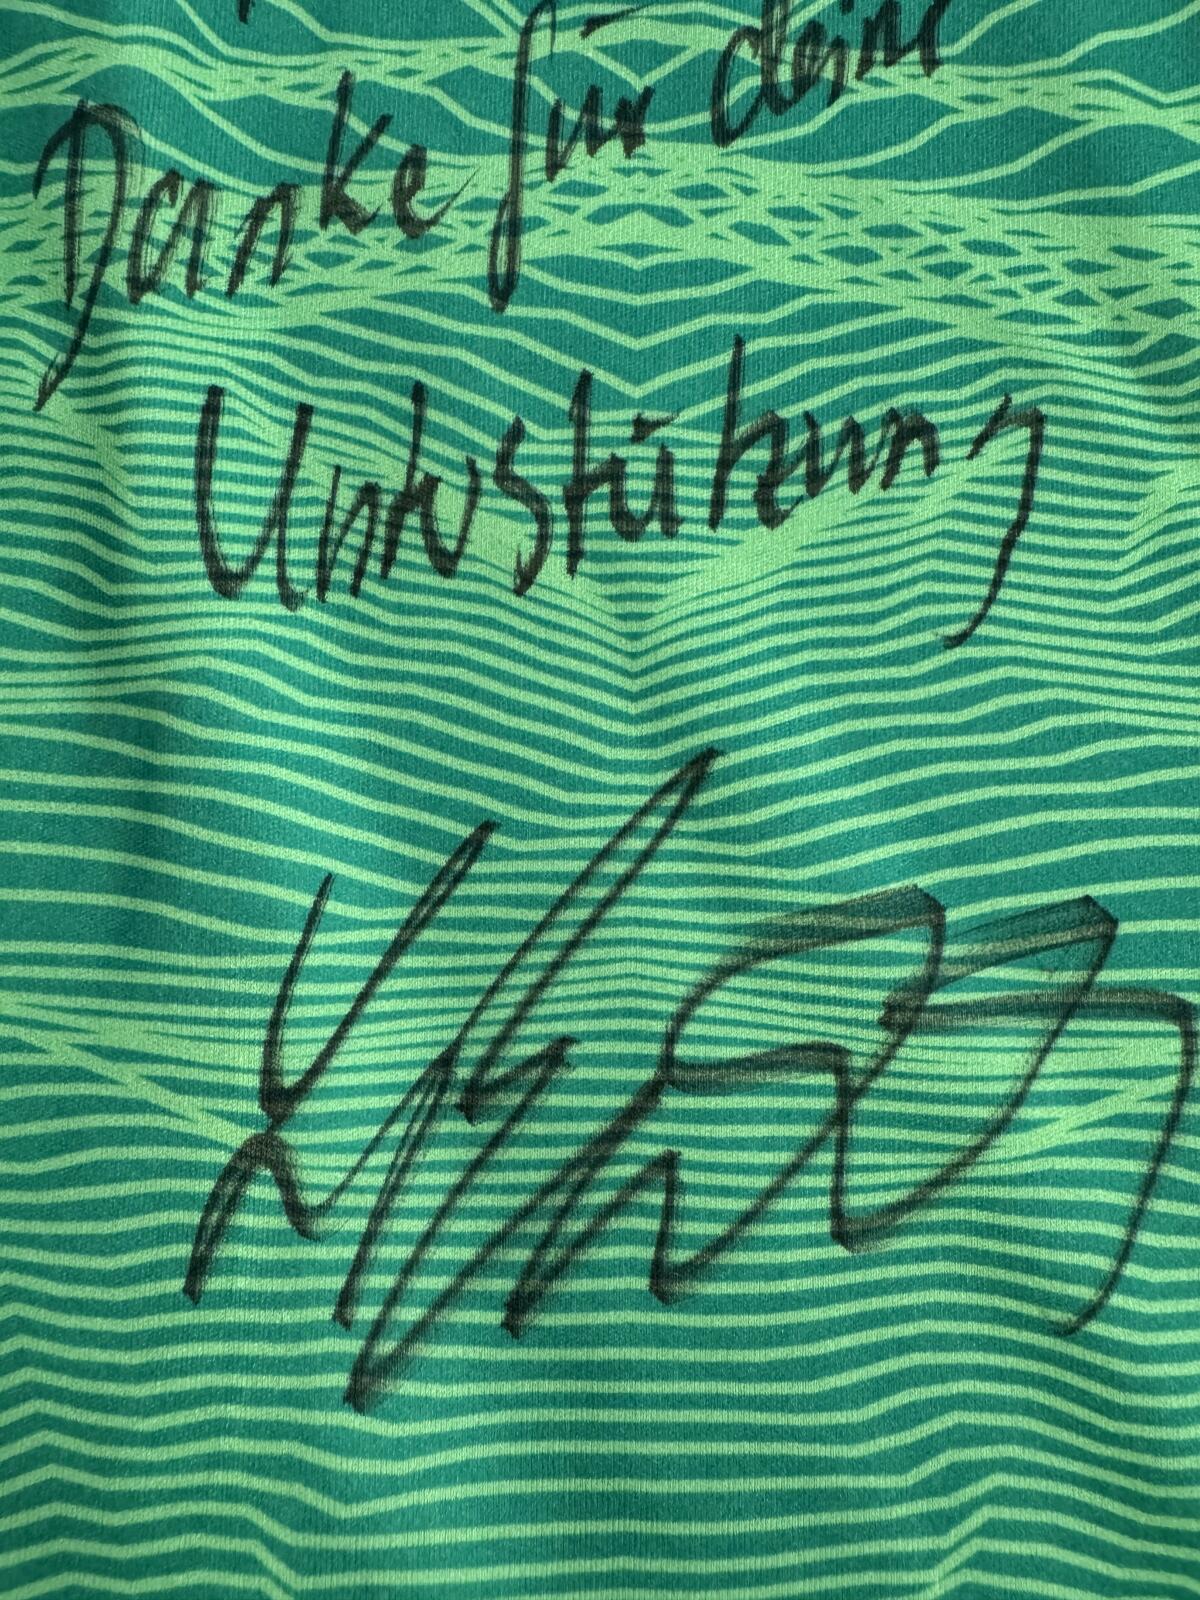 Danke für deine
Unterstützung